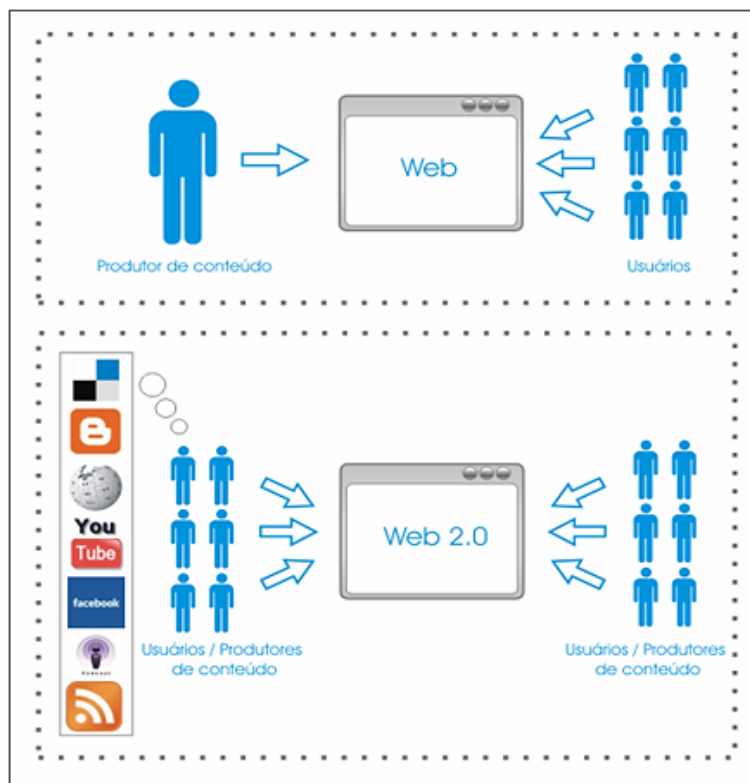 Web
Produtor de conteúdo
Usuários
B
You
Tube
facebook
PODCAST
Web 2.0
Usuários / Produtores
de conteúdo
Usuários / Produtores
de conteúdo